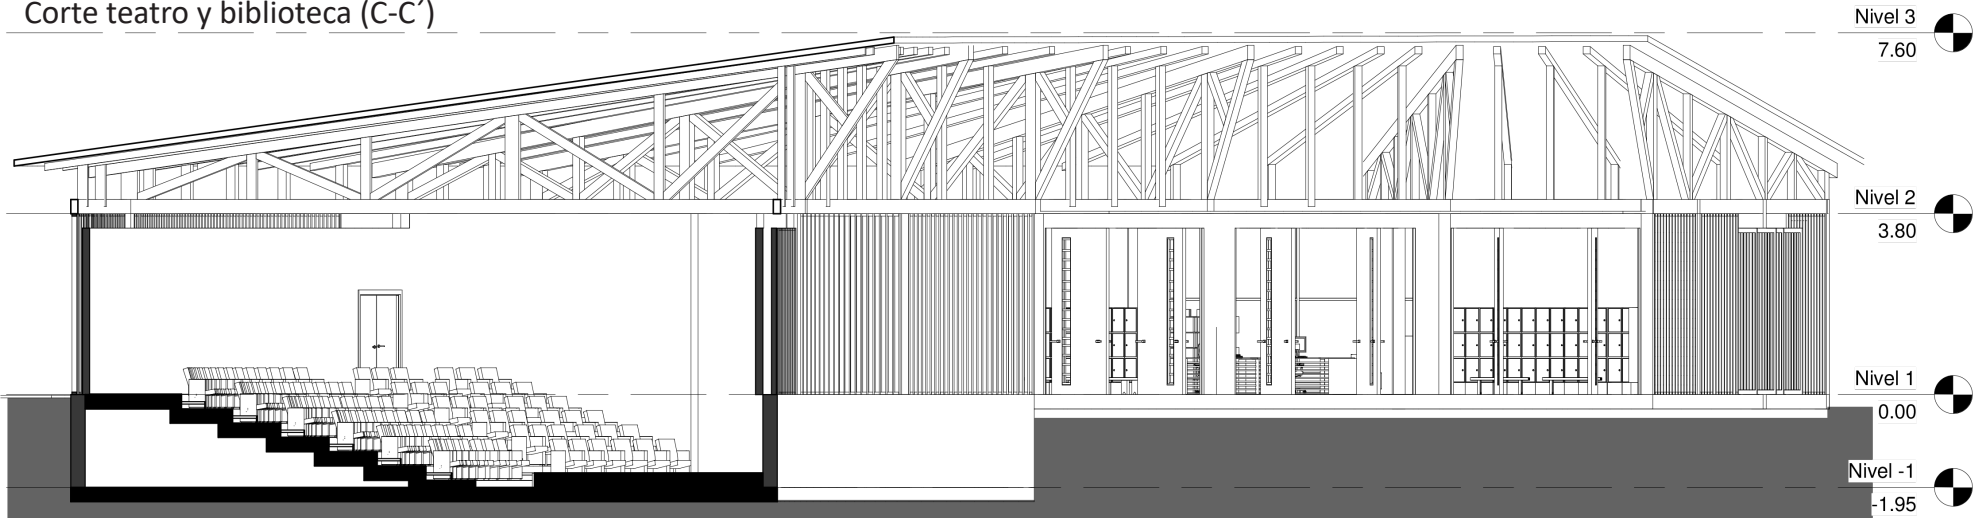 Corte teatro y biblioteca (C-C´)
Nivel 3
7.60
Nivel 2
3.80
Nivel 1
0.00
Nivel -1
-1.95